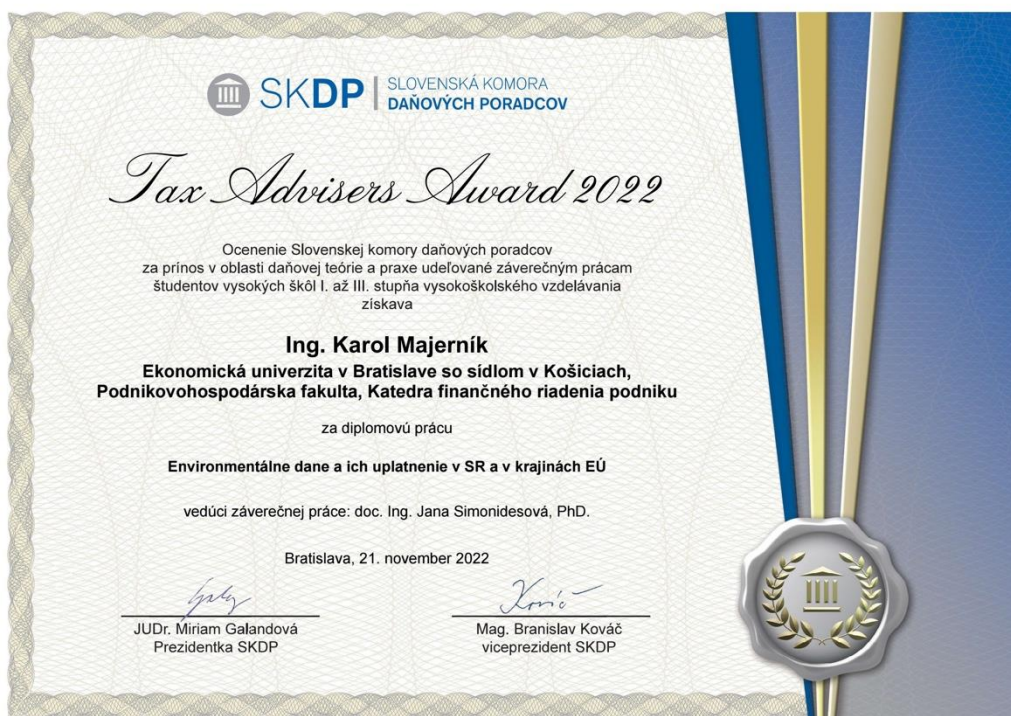 SKDP
SLOVENSKÁ KOMORA
DAŇOVÝCH PORADCOV
Tax Advisers Award 2022
Ocenenie Slovenskej komory daňových poradcov
za prínos v oblasti daňovej teórie a praxe udeľované záverečným prácam
študentov vysokých škôl I. až III. stupňa vysokoškolského vzdelávania
získava
Ing. Karol Majerník
Ekonomická univerzita v Bratislave so sídlom v Košiciach,
Podnikovohospodárska fakulta, Katedra finančného riadenia podniku
za diplomovú prácu
Environmentálne dane a ich uplatnenie v SR a v krajinách EÚ
vedúci záverečnej práce: doc. Ing. Jana Simonidesová, PhD.
Bratislava, 21. november 2022
Kováč
JUDr. Miriam Galandová
Prezidentka SKDP
Mag. Branislav Kováč
viceprezident SKDP